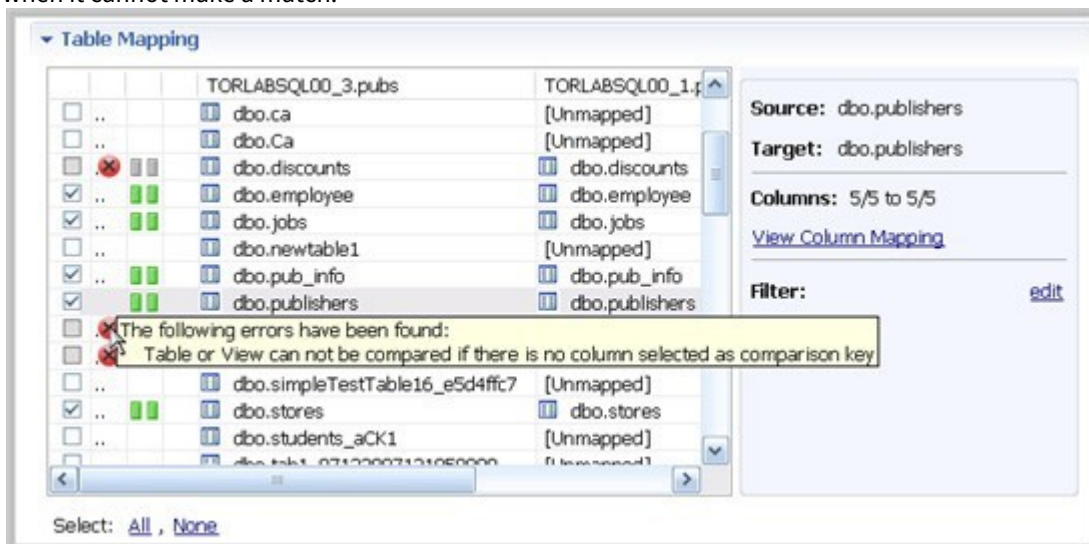 when it cannot make a match.
Table Mapping
TORLABSQL00_3.pubs TORLABSQL00_1.p
.. dbo.ca [Unmapped]
.. dbo.Ca [Unmapped]
. dbo.discounts dbo.discounts
.. dbo.employee dbo.employee
.. dbo.jobs dbo.jobs
.. dbo.newtable1 [Unmapped]
.. dbo.pub_info dbo.pub_info
dbo.publishers dbo.publishers
The following errors have been found:
Table or View can not be compared if there is no column selected as comparison key
.. dbo.simpleTestTable16_e5d4ffc7 [Unmapped]
.. dbo.stores dbo.stores
.. dbo.students_aCK1 [Unmapped]
Source: dbo.publishers
Target: dbo.publishers
Columns: 5/5 to 5/5
View Column Mapping
Filter: edit
Select: All , None